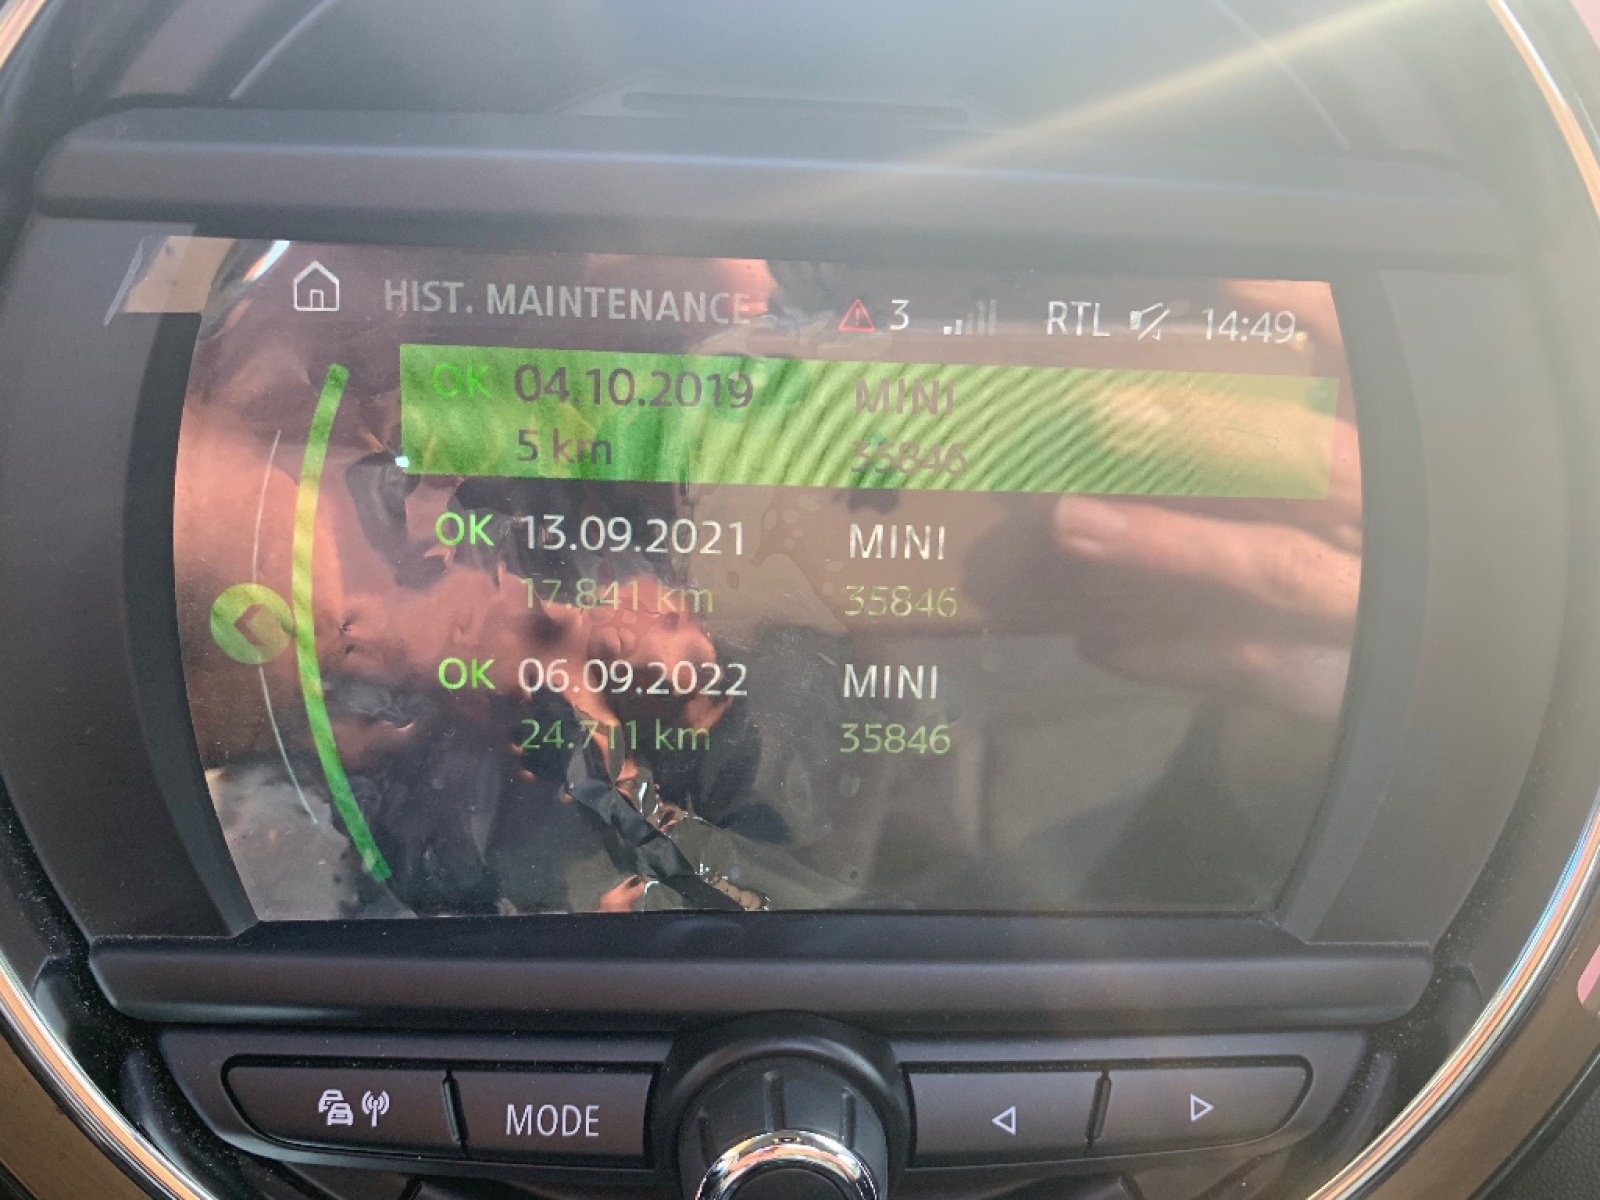 HIST. MAINTENANCE 3 RTL 14:49
OK 04.10.2019 MINI
5 km 35846
OK 13.09.2021 MINI
17.841 km 35846
OK 06.09.2022 MINI
24.711 km 35846
MODE